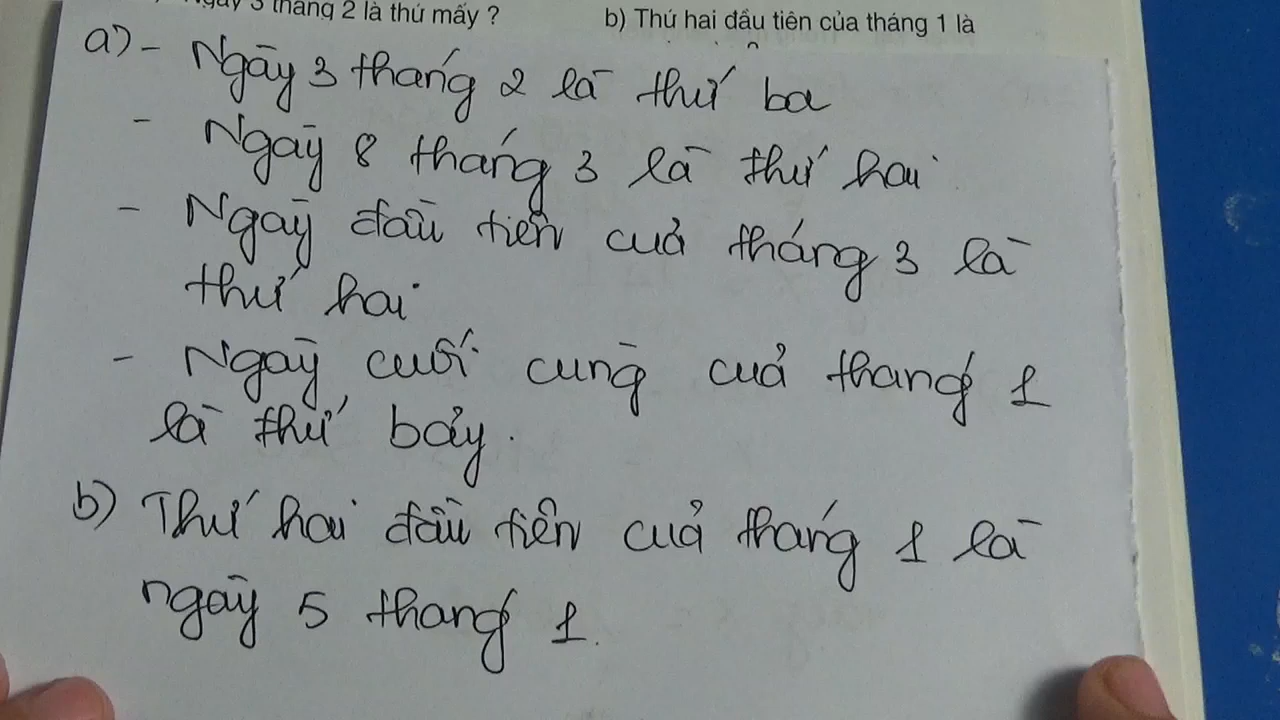 Ngày 3 tháng 2 là thứ mấy ?
b) Thứ hai đầu tiên của tháng 1 là
a) - Ngày 3 tháng 2 là thứ ba
- Ngày 8 tháng 3 là thứ hai
- Ngày đầu tiên của tháng 3 là
thứ hai
- Ngày cuối cùng của tháng 1
là thứ bảy.
b) Thứ hai đầu tiên của tháng 1 là
ngày 5 tháng 1.